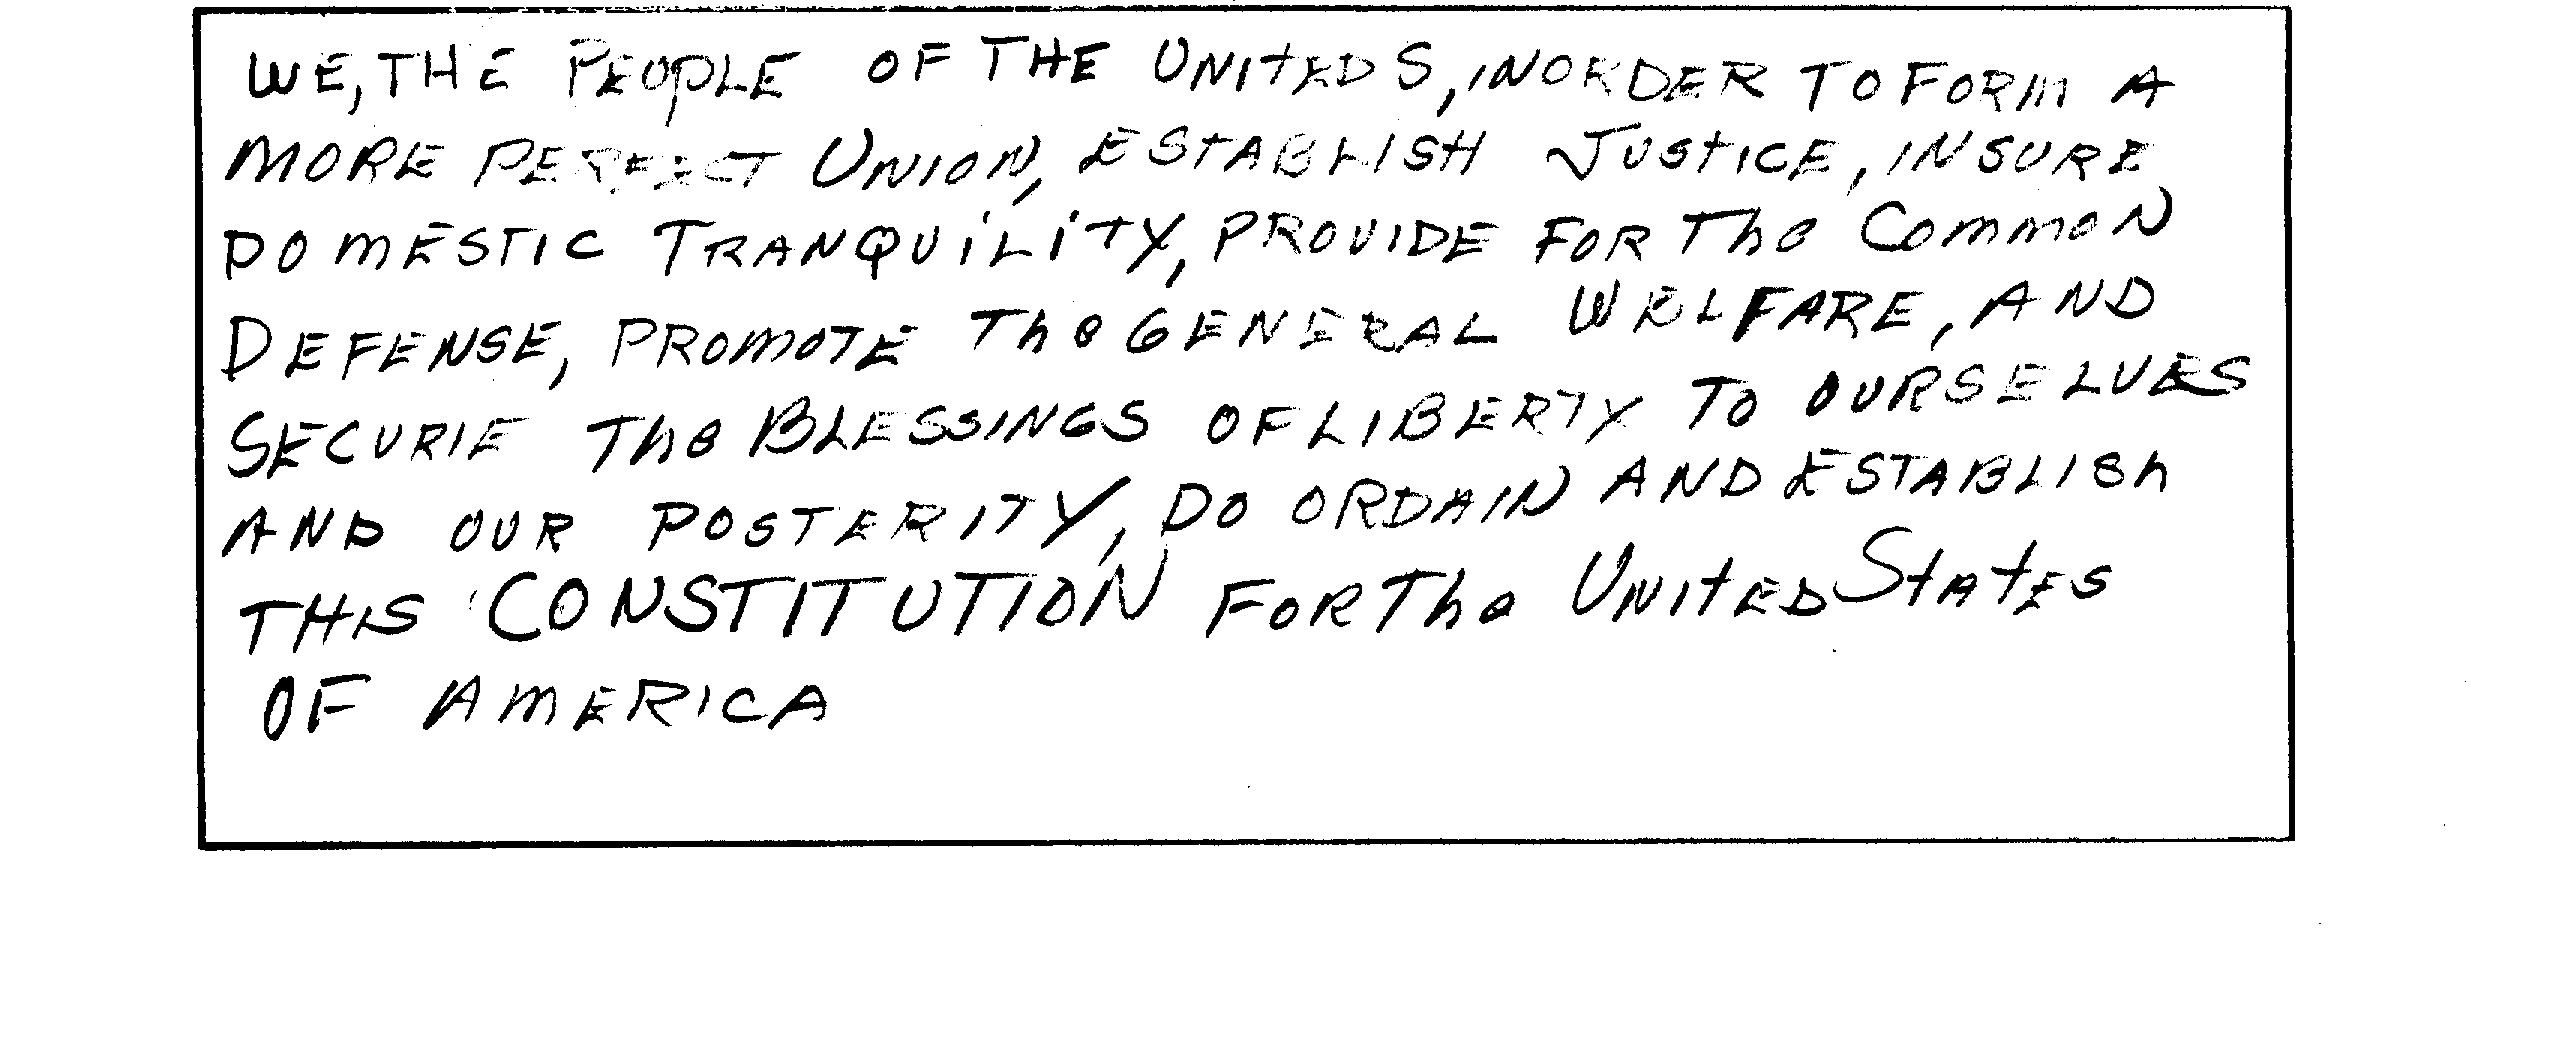 WE, THE PEOPLE OF THE UNITED S, IN ORDER TO FORM A
MORE PERFECT UNION, ESTABLISH JUSTICE, INSURE
DOMESTIC TRANQUILITY, PROVIDE FOR The COMMON
DEFENSE, PROMOTE The GENERAL WELFARE, AND
SECURE The BLESSINGS OF LIBERTY TO OURSELVES
AND OUR POSTERITY, DO ORDAIN AND ESTABLISh
THIS CONSTITUTION FOR The UNITED STATES
OF AMERICA